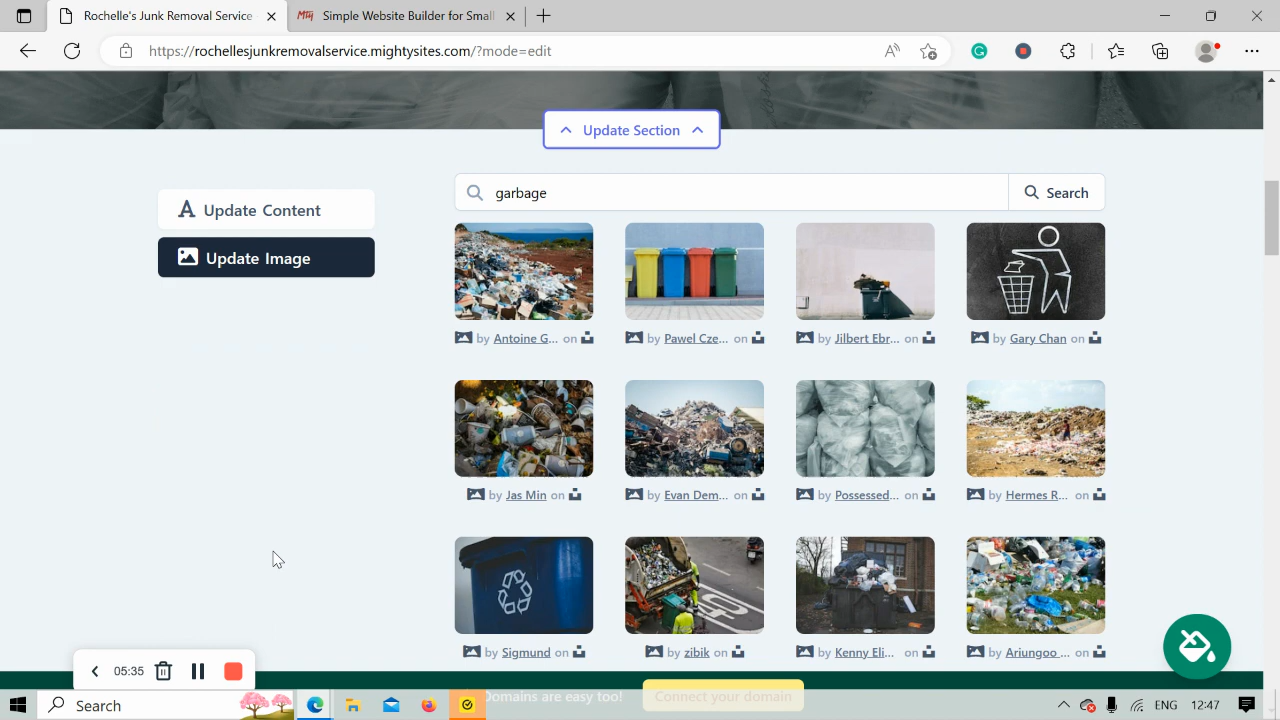 Rochelle's Junk Removal Service
Simple Website Builder for Small
https://rochellesjunkremovalservice.mightysites.com/?mode=edit
Update Section
garbage
Search
Update Content
Update Image
by Antoine G... on
by Pawel Cze... on
by Jilbert Ebr... on
by Gary Chan on
by Jas Min on
by Evan Dem... on
by Possessed... on
by Hermes R... on
by Sigmund on
by zibik on
by Kenny Eli... on
by Ariungoo ... on
05:35
Domains are easy too!
Connect your domain
Search
ENG
12:47